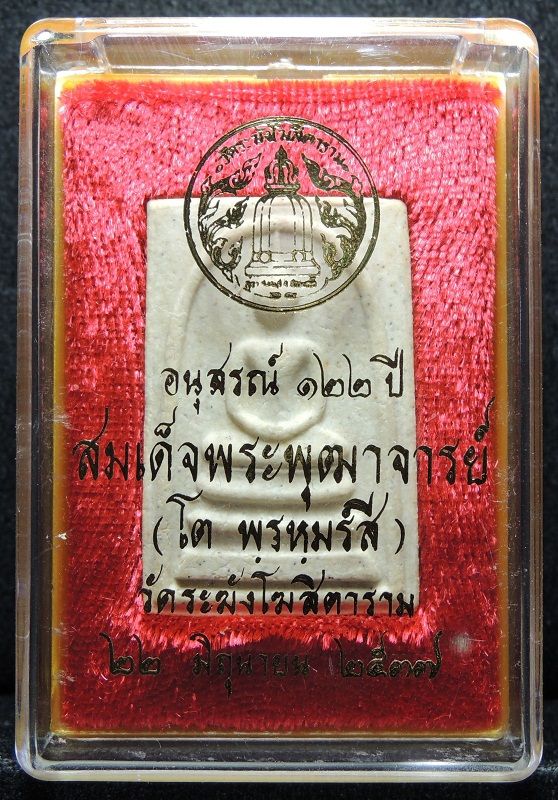 อนุสรณ์ ๑๒๒ ปี
สมเด็จพระพุฒาจารย์
(โต พฺรหฺมรํสี)
วัดระฆังโฆสิตาราม
๒๒ มิถุนายน ๒๕๓๗